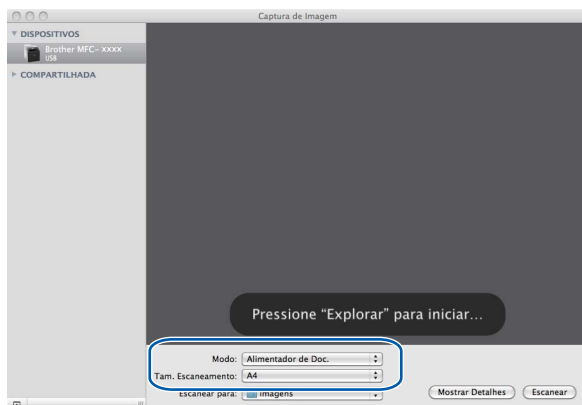 Captura de Imagem
▼ DISPOSITIVOS
Brother MFC- xxxx
USB
▶ COMPARTILHADA
Pressione “Explorar” para iniciar...
Modo: Alimentador de Doc.
Tam. Escaneamento: A4
Escanear para: Imagens
Mostrar Detalhes Escanear